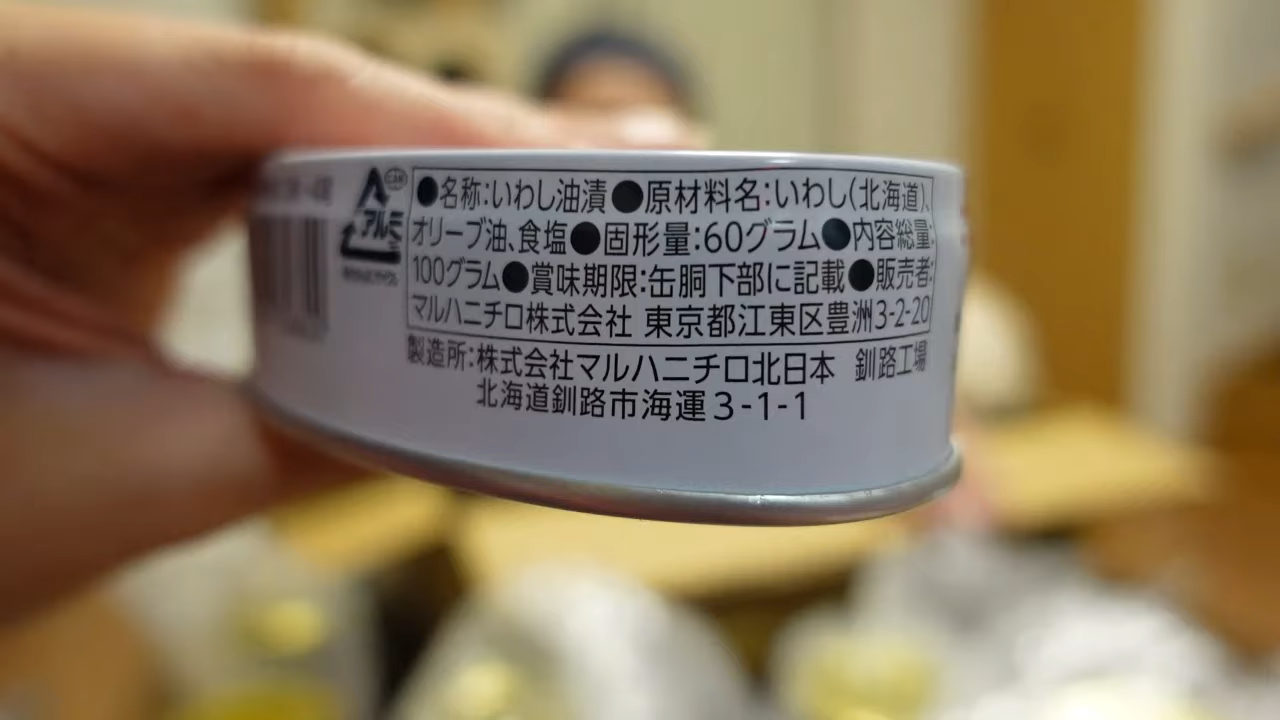 アルミ
●名称:いわし油漬●原材料名:いわし(北海道)、
オリーブ油、食塩●固形量:60グラム●内容総量:
100グラム●賞味期限:缶胴下部に記載●販売者:
マルハニチロ株式会社 東京都江東区豊洲3-2-20
製造所:株式会社マルハニチロ北日本 釧路工場
北海道釧路市海運3-1-1